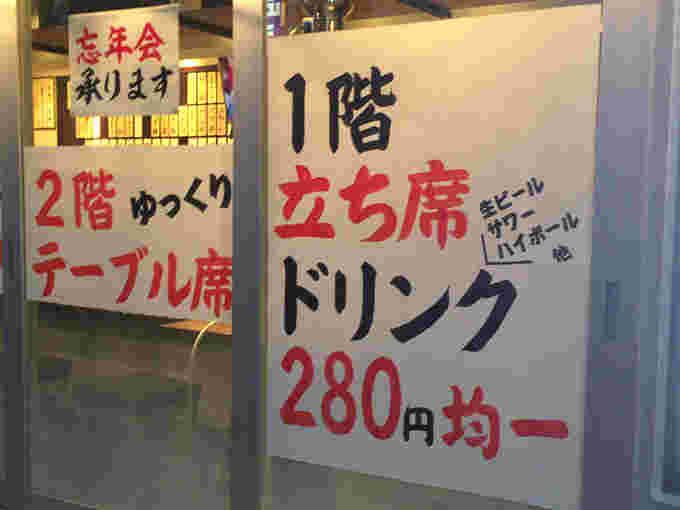 忘年会
承ります
2階 ゆっくり
テーブル席
1階
立ち席
生ビール
サワー
ハイボール
他
ドリンク
280円均一